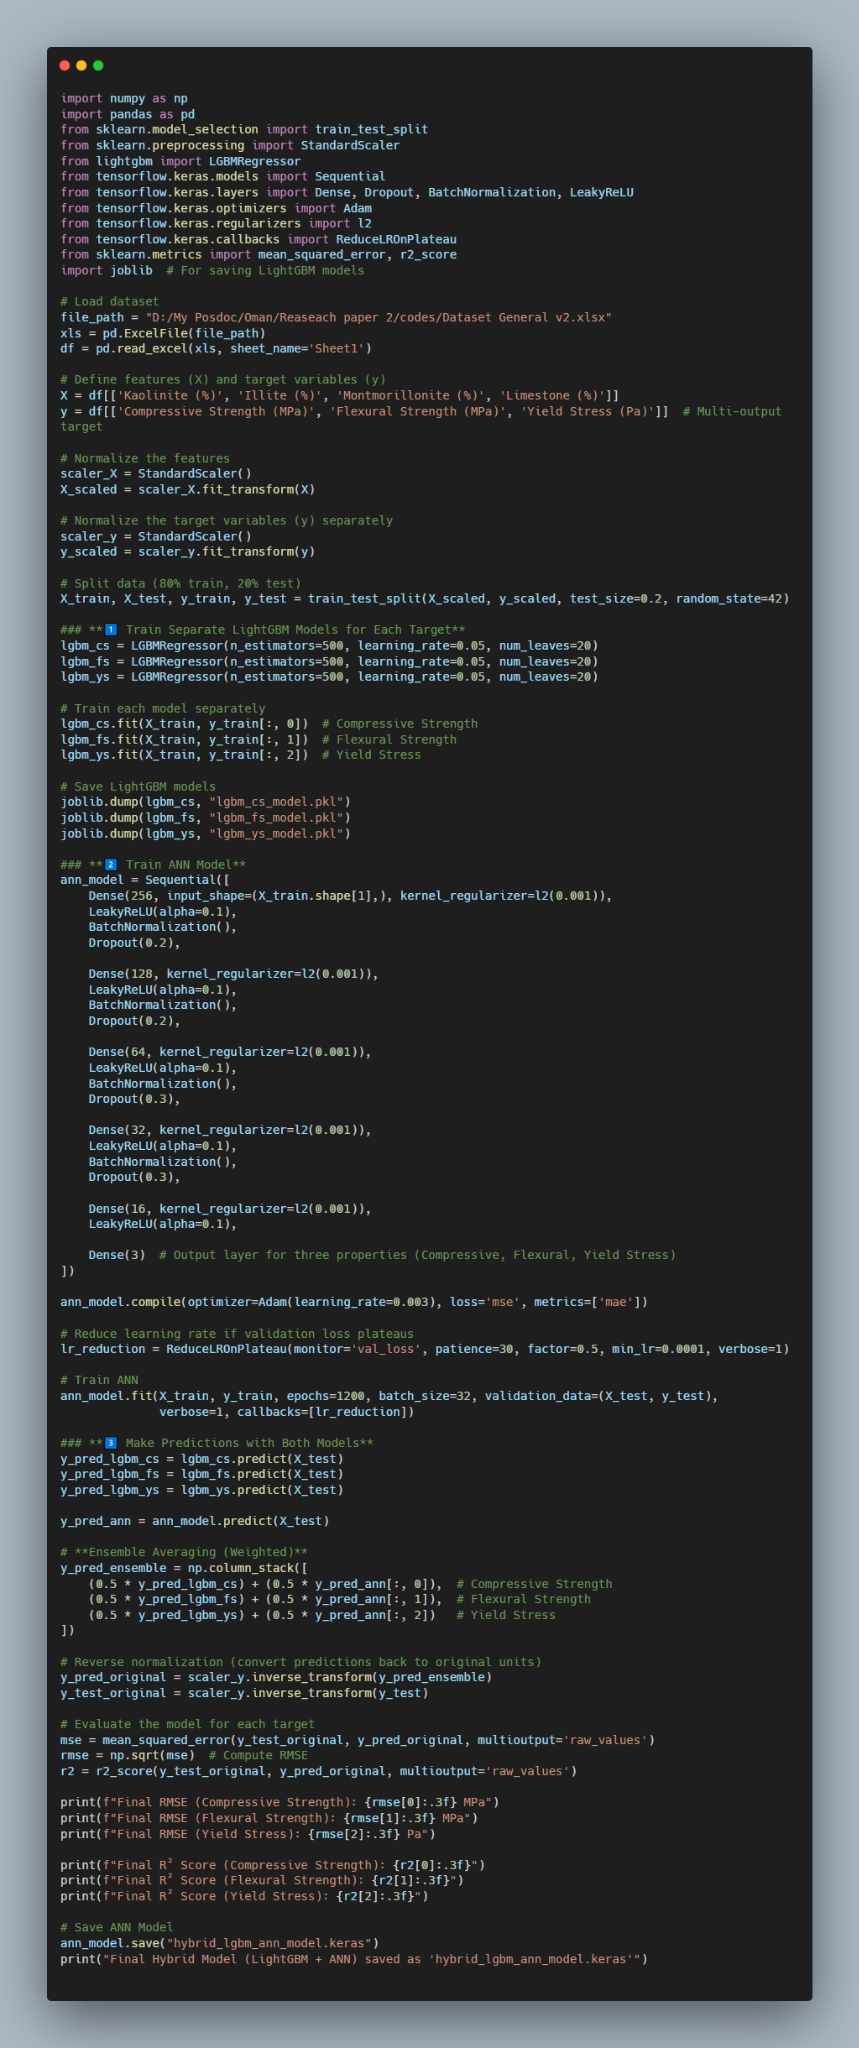 import numpy as np
import pandas as pd
from sklearn.model_selection import train_test_split
from sklearn.preprocessing import StandardScaler
from lightgbm import LGBMRegressor
from tensorflow.keras.models import Sequential
from tensorflow.keras.layers import Dense, Dropout, BatchNormalization, LeakyReLU
from tensorflow.keras.optimizers import Adam
from tensorflow.keras.regularizers import l2
from tensorflow.keras.callbacks import ReduceLROnPlateau
from sklearn.metrics import mean_squared_error, r2_score
import joblib  # For saving LightGBM models

# Load dataset
file_path = "D:/My Posdoc/Oman/Reaseach paper 2/codes/Dataset General v2.xlsx"
xls = pd.ExcelFile(file_path)
df = pd.read_excel(xls, sheet_name='Sheet1')

# Define features (X) and target variables (y)
X = df[['Kaolinite (%)', 'Illite (%)', 'Montmorillonite (%)', 'Limestone (%)']]
y = df[['Compressive Strength (MPa)', 'Flexural Strength (MPa)', 'Yield Stress (Pa)']]  # Multi-output
target

# Normalize the features
scaler_X = StandardScaler()
X_scaled = scaler_X.fit_transform(X)

# Normalize the target variables (y) separately
scaler_y = StandardScaler()
y_scaled = scaler_y.fit_transform(y)

# Split data (80% train, 20% test)
X_train, X_test, y_train, y_test = train_test_split(X_scaled, y_scaled, test_size=0.2, random_state=42)

### **1️⃣ Train Separate LightGBM Models for Each Target**
lgbm_cs = LGBMRegressor(n_estimators=500, learning_rate=0.05, num_leaves=20)
lgbm_fs = LGBMRegressor(n_estimators=500, learning_rate=0.05, num_leaves=20)
lgbm_ys = LGBMRegressor(n_estimators=500, learning_rate=0.05, num_leaves=20)

# Train each model separately
lgbm_cs.fit(X_train, y_train[:, 0])  # Compressive Strength
lgbm_fs.fit(X_train, y_train[:, 1])  # Flexural Strength
lgbm_ys.fit(X_train, y_train[:, 2])  # Yield Stress

# Save LightGBM models
joblib.dump(lgbm_cs, "lgbm_cs_model.pkl")
joblib.dump(lgbm_fs, "lgbm_fs_model.pkl")
joblib.dump(lgbm_ys, "lgbm_ys_model.pkl")

### **2️⃣ Train ANN Model**
ann_model = Sequential([
    Dense(256, input_shape=(X_train.shape[1],), kernel_regularizer=l2(0.001)),
    LeakyReLU(alpha=0.1),
    BatchNormalization(),
    Dropout(0.2),

    Dense(128, kernel_regularizer=l2(0.001)),
    LeakyReLU(alpha=0.1),
    BatchNormalization(),
    Dropout(0.2),

    Dense(64, kernel_regularizer=l2(0.001)),
    LeakyReLU(alpha=0.1),
    BatchNormalization(),
    Dropout(0.3),

    Dense(32, kernel_regularizer=l2(0.001)),
    LeakyReLU(alpha=0.1),
    BatchNormalization(),
    Dropout(0.3),

    Dense(16, kernel_regularizer=l2(0.001)),
    LeakyReLU(alpha=0.1),

    Dense(3)  # Output layer for three properties (Compressive, Flexural, Yield Stress)
])

ann_model.compile(optimizer=Adam(learning_rate=0.003), loss='mse', metrics=['mae'])

# Reduce learning rate if validation loss plateaus
lr_reduction = ReduceLROnPlateau(monitor='val_loss', patience=30, factor=0.5, min_lr=0.0001, verbose=1)

# Train ANN
ann_model.fit(X_train, y_train, epochs=1200, batch_size=32, validation_data=(X_test, y_test),
              verbose=1, callbacks=[lr_reduction])

### **3️⃣ Make Predictions with Both Models**
y_pred_lgbm_cs = lgbm_cs.predict(X_test)
y_pred_lgbm_fs = lgbm_fs.predict(X_test)
y_pred_lgbm_ys = lgbm_ys.predict(X_test)

y_pred_ann = ann_model.predict(X_test)

# **Ensemble Averaging (Weighted)**
y_pred_ensemble = np.column_stack([
    (0.5 * y_pred_lgbm_cs) + (0.5 * y_pred_ann[:, 0]),  # Compressive Strength
    (0.5 * y_pred_lgbm_fs) + (0.5 * y_pred_ann[:, 1]),  # Flexural Strength
    (0.5 * y_pred_lgbm_ys) + (0.5 * y_pred_ann[:, 2])   # Yield Stress
])

# Reverse normalization (convert predictions back to original units)
y_pred_original = scaler_y.inverse_transform(y_pred_ensemble)
y_test_original = scaler_y.inverse_transform(y_test)

# Evaluate the model for each target
mse = mean_squared_error(y_test_original, y_pred_original, multioutput='raw_values')
rmse = np.sqrt(mse)  # Compute RMSE
r2 = r2_score(y_test_original, y_pred_original, multioutput='raw_values')

print(f"Final RMSE (Compressive Strength): {rmse[0]:.3f} MPa")
print(f"Final RMSE (Flexural Strength): {rmse[1]:.3f} MPa")
print(f"Final RMSE (Yield Stress): {rmse[2]:.3f} Pa")

print(f"Final R² Score (Compressive Strength): {r2[0]:.3f}")
print(f"Final R² Score (Flexural Strength): {r2[1]:.3f}")
print(f"Final R² Score (Yield Stress): {r2[2]:.3f}")

# Save ANN Model
ann_model.save("hybrid_lgbm_ann_model.keras")
print("Final Hybrid Model (LightGBM + ANN) saved as 'hybrid_lgbm_ann_model.keras'")